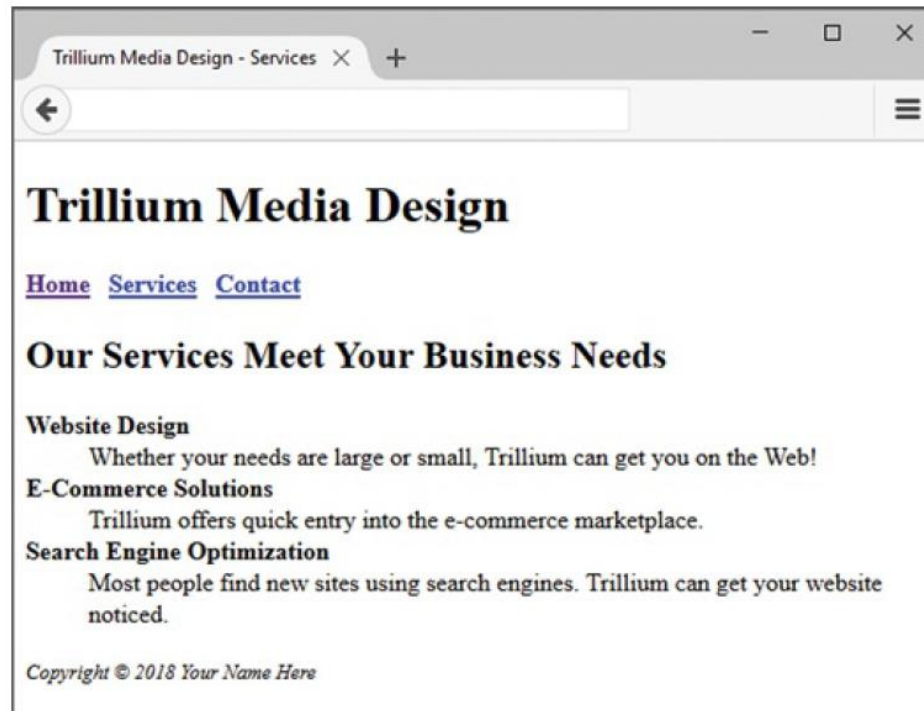 Trillium Media Design - Services
Trillium Media Design
Home Services Contact
Our Services Meet Your Business Needs
Website Design
Whether your needs are large or small, Trillium can get you on the Web!
E-Commerce Solutions
Trillium offers quick entry into the e-commerce marketplace.
Search Engine Optimization
Most people find new sites using search engines. Trillium can get your website
noticed.
Copyright © 2018 Your Name Here